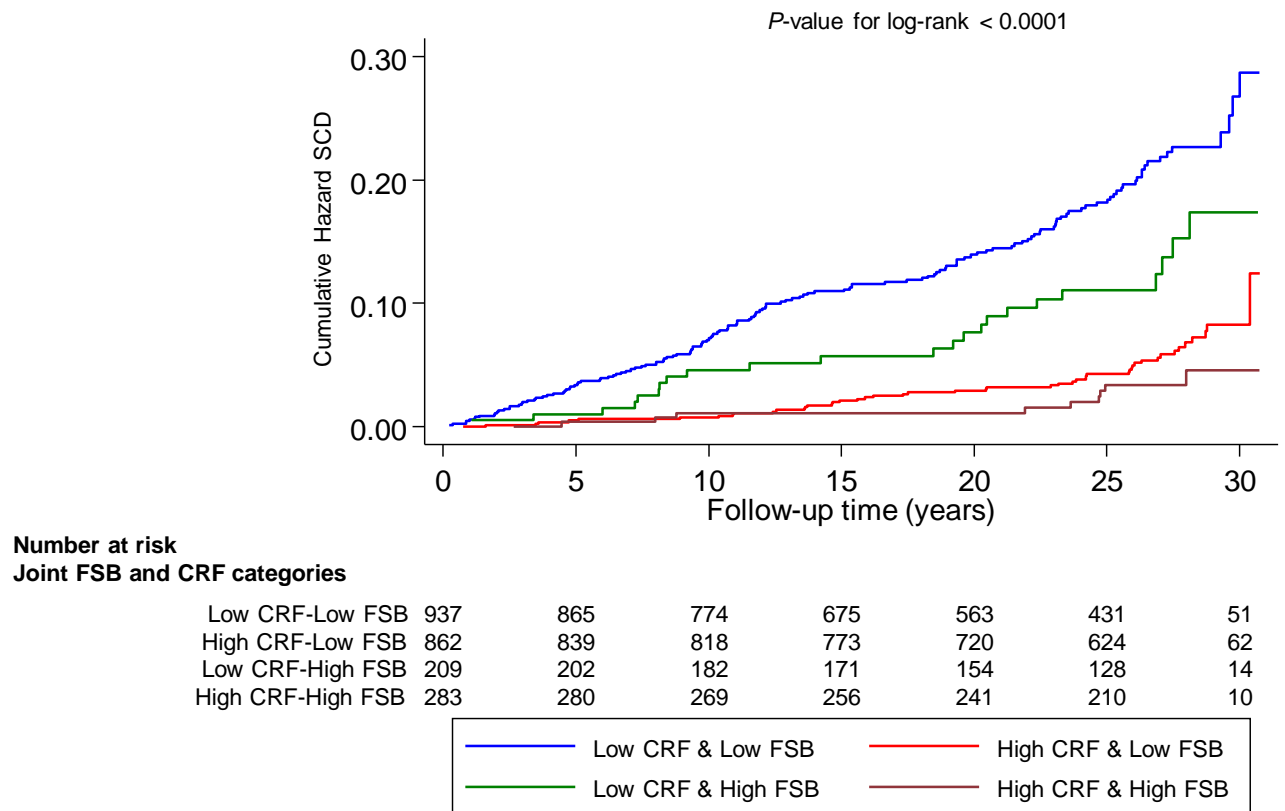 P-value for log-rank < 0.0001
Cumulative Hazard SCD
0.30
0.20
0.10
0.00
0 5 10 15 20 25 30
Follow-up time (years)
Number at risk
Joint FSB and CRF categories
Low CRF-Low FSB 937 865 774 675 563 431 51
High CRF-Low FSB 862 839 818 773 720 624 62
Low CRF-High FSB 209 202 182 171 154 128 14
High CRF-High FSB 283 280 269 256 241 210 10
Low CRF & Low FSB High CRF & Low FSB
Low CRF & High FSB High CRF & High FSB